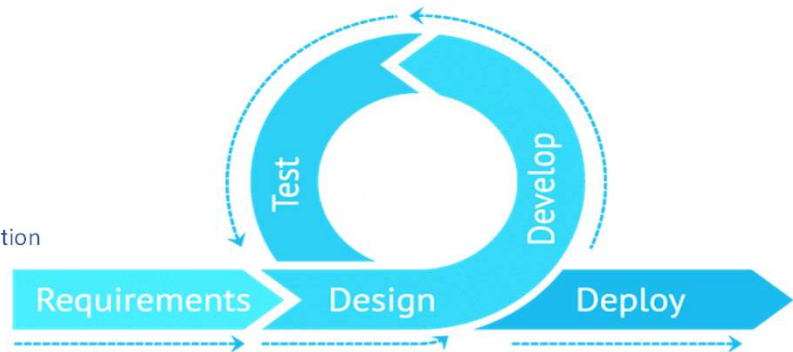 Test
Develop
tion
Requirements
Design
Deploy